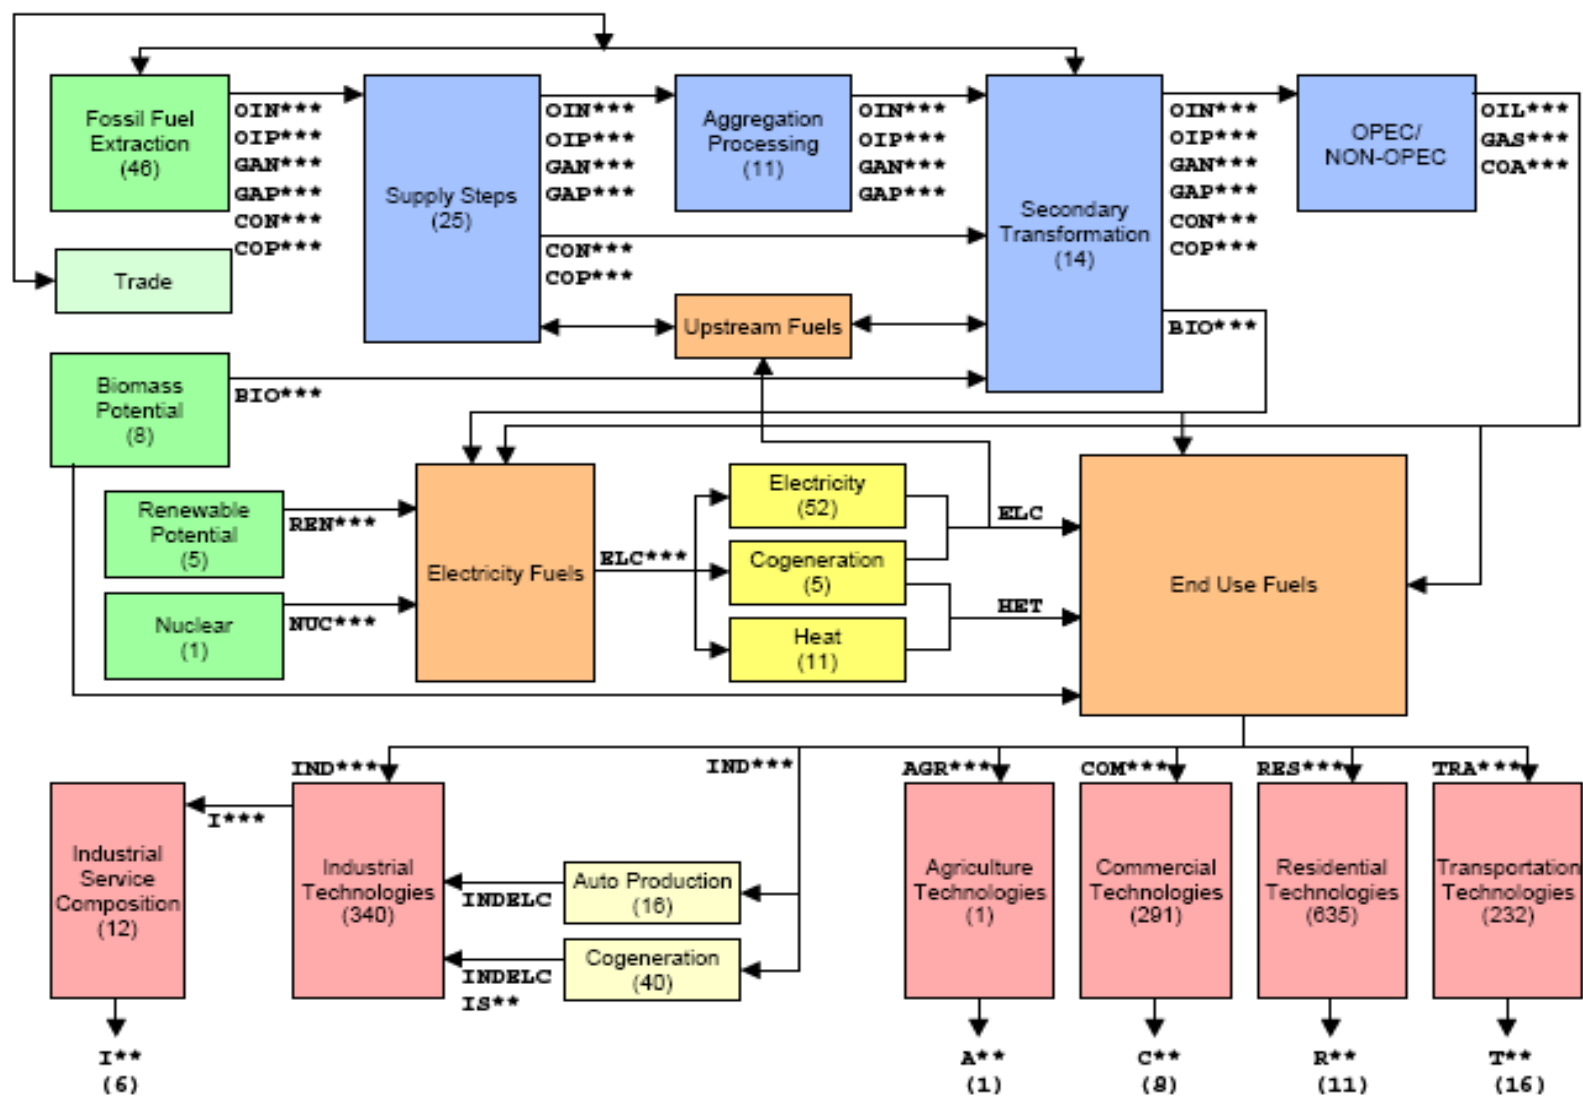 Fossil Fuel
Extraction
(46)
OIN***
OIP***
GAN***
GAP***
CON***
COP***
Supply Steps
(25)
OIN***
OIP***
GAN***
GAP***
CON***
COP***
Aggregation
Processing
(11)
OIN***
OIP***
GAN***
GAP***
Secondary
Transformation
(14)
OIN***
OIP***
GAN***
GAP***
CON***
COP***
OPEC/
NON-OPEC
OIL***
GAS***
COA***
Trade
Upstream Fuels
BIO***
Biomass
Potential
(8)
BIO***
Renewable
Potential
(5)
REN***
Nuclear
(1)
NUC***
Electricity Fuels
ELC***
Electricity
(52)
Cogeneration
(5)
Heat
(11)
ELC
HET
End Use Fuels
IND***
IND***
AGR***
COM***
RES***
TRA***
Industrial
Service
Composition
(12)
I***
Industrial
Technologies
(340)
INDELC
Auto Production
(16)
INDELC
IS**
Cogeneration
(40)
Agriculture
Technologies
(1)
Commercial
Technologies
(291)
Residential
Technologies
(635)
Transportation
Technologies
(232)
I**
(6)
A**
(1)
C**
(8)
R**
(11)
T**
(16)